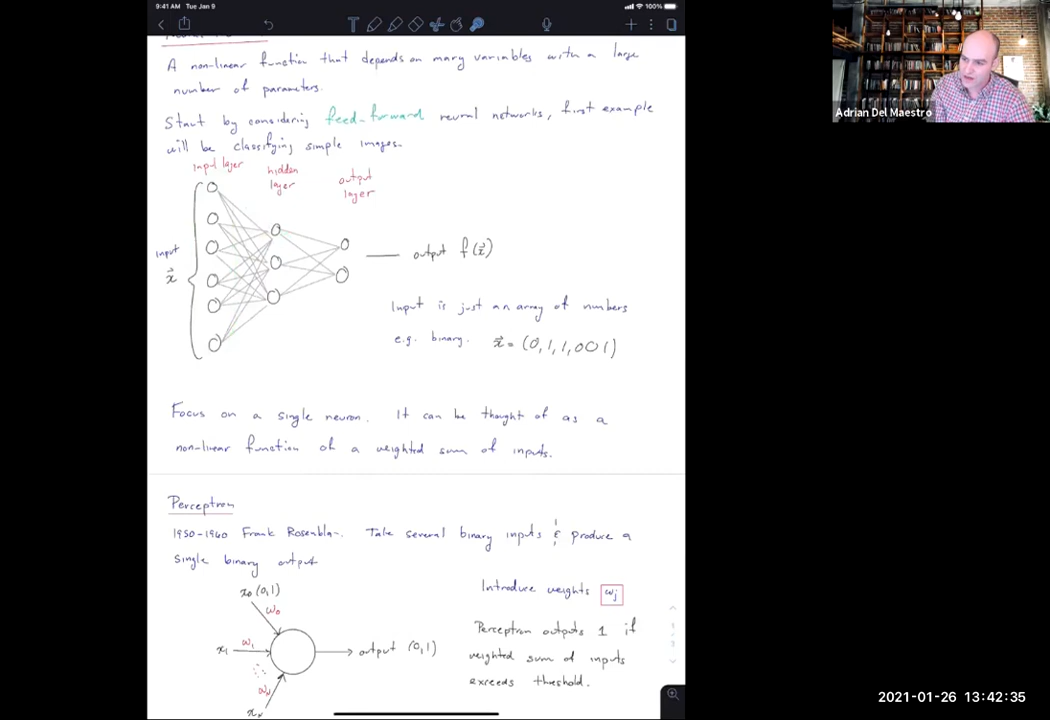 9:41 AM Tue Jan 9
100%
A non-linear function that depends on many variables with a large
number of parameters.
Start by considering feed-forward neural networks, first example
will be classifying simple images.
input layer
hidden layer
output layer
input
x⃗
output f(x⃗)
Input is just an array of numbers
e.g. binary. x⃗ = (0,1,1,0 0 1)
Focus on a single neuron. It can be thought of as a
non-linear function of a weighted sum of inputs.
Perceptron
1950-1960 Frank Rosenbla-. Take several binary inputs & produce a
single binary output
x₀ (0,1)
w₀
x₁
w₁
wN
xN
output (0,1)
Introduce weights wj
Perceptron outputs 1 if
weighted sum of inputs
exceeds threshold.
Adrian Del Maestro
2021-01-26 13:42:35